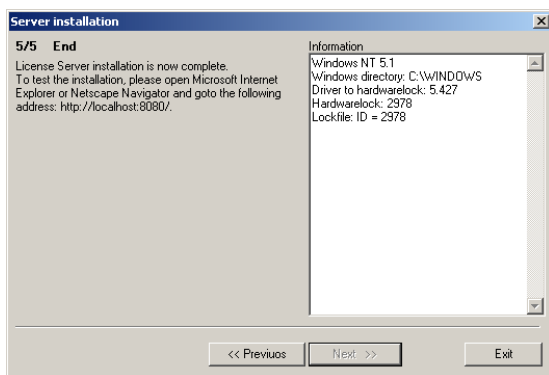 Server installation
5/5 End
License Server installation is now complete.
To test the installation, please open Microsoft Internet
Explorer or Netscape Navigator and goto the following
address: http://localhost:8080/.
Information
Windows NT 5.1
Windows directory: C:\WINDOWS
Driver to hardwarelock: 5.427
Hardwarelock: 2978
Lockfile: ID = 2978
<< Previuos
Next >>
Exit